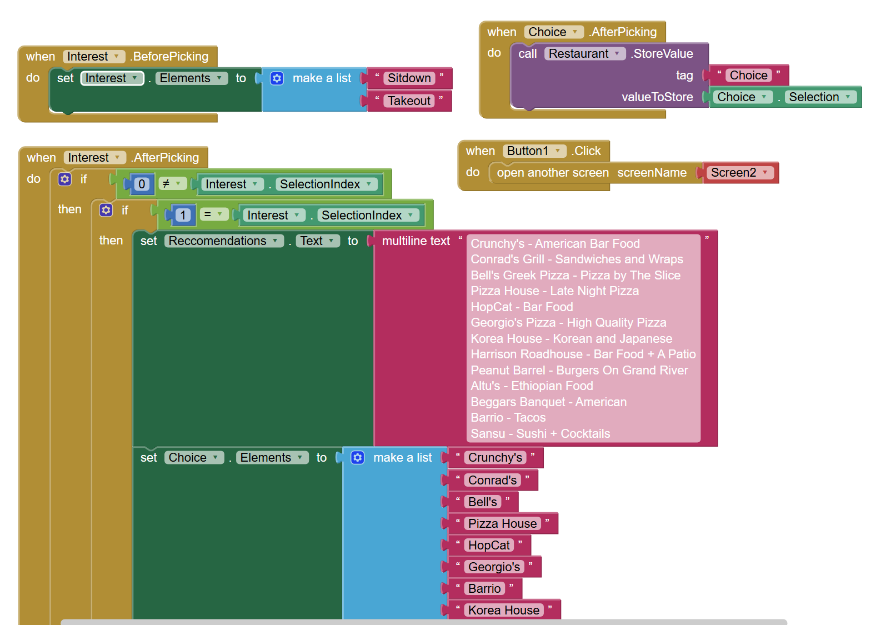 when Interest .BeforePicking
do set Interest . Elements to make a list " Sitdown "
" Takeout "
when Choice .AfterPicking
do call Restaurant .StoreValue
tag " Choice "
valueToStore Choice . Selection
when Interest .AfterPicking
do if 0 ≠ Interest . SelectionIndex
then if 1 = Interest . SelectionIndex
then set Reccomendations . Text to multiline text "
Crunchy's - American Bar Food
Conrad's Grill - Sandwiches and Wraps
Bell's Greek Pizza - Pizza by The Slice
Pizza House - Late Night Pizza
HopCat - Bar Food
Georgio's Pizza - High Quality Pizza
Korea House - Korean and Japanese
Harrison Roadhouse - Bar Food + A Patio
Peanut Barrel - Burgers On Grand River
Altu's - Ethiopian Food
Beggars Banquet - American
Barrio - Tacos
Sansu - Sushi + Cocktails
"
set Choice . Elements to make a list " Crunchy's "
" Conrad's "
" Bell's "
" Pizza House "
" HopCat "
" Georgio's "
" Barrio "
" Korea House "
when Button1 .Click
do open another screen screenName Screen2